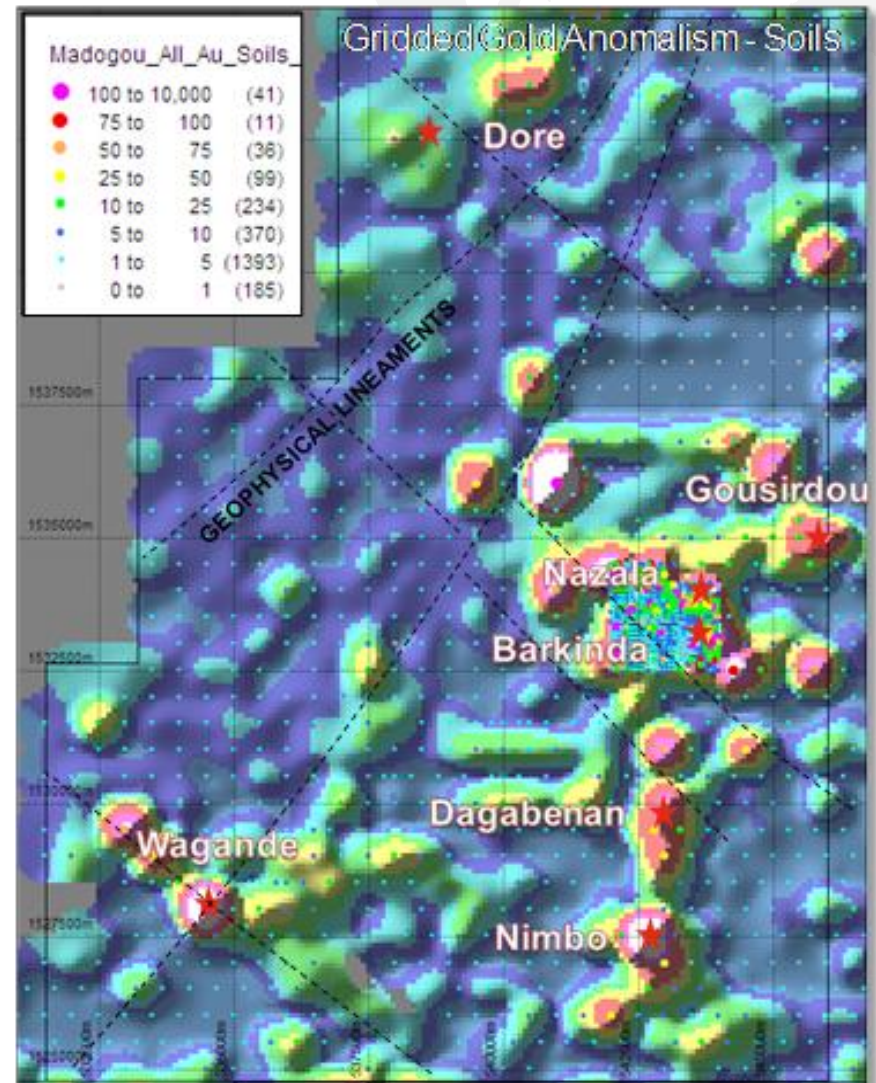 Gridded Gold Anomalism - Soils
Madogou_All_Au_Soils_
100 to 10,000 (41)
75 to 100 (11)
50 to 75 (36)
25 to 50 (99)
10 to 25 (234)
5 to 10 (370)
1 to 5 (1393)
0 to 1 (185)
Dore
GEOPHYSICAL LINEAMENTS
1537500m
Gousirdou
1535000m
Nazala
Barkinda
1532500m
1530000m
Dagabenan
Wagande
1527500m
Nimbo